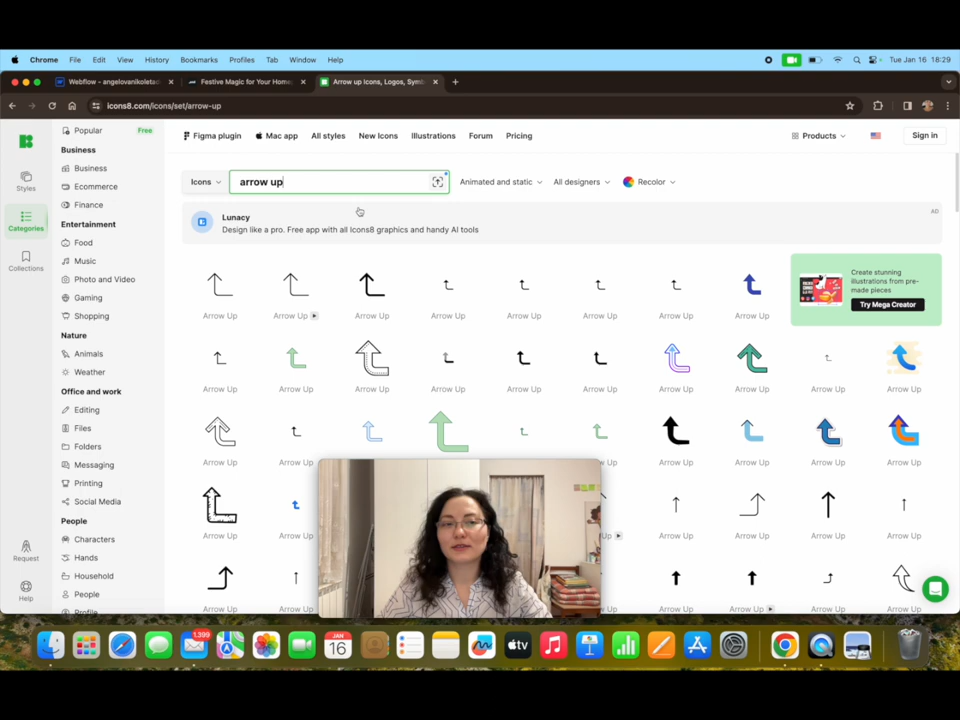 Chrome File Edit View History Bookmarks Profiles Tab Window Help Tue Jan 16 18:29
Webflow - angelovanikoletad Festive Magic for Your Home Arrow up Icons, Logos, Symb
icons8.com/icons/set/arrow-up
Popular Free
Business
Business
Ecommerce
Finance
Entertainment
Food
Music
Photo and Video
Gaming
Shopping
Nature
Animals
Weather
Office and work
Editing
Files
Folders
Messaging
Printing
Social Media
People
Characters
Hands
Household
People
Profile
Styles
Categories
Collections
Request
Help
Figma plugin Mac app All styles New Icons Illustrations Forum Pricing Products Sign in
Icons arrow up Animated and static All designers Recolor
Lunacy AD
Design like a pro. Free app with all Icons8 graphics and handy AI tools
Create stunning
illustrations from pre-
made pieces
Try Mega Creator
Arrow Up Arrow Up Arrow Up Arrow Up Arrow Up Arrow Up Arrow Up Arrow Up
Arrow Up Arrow Up Arrow Up Arrow Up Arrow Up Arrow Up Arrow Up Arrow Up Arrow Up Arrow Up
Arrow Up Arrow Up Up Arrow Up Arrow Up Arrow Up Arrow Up
Arrow Up Arrow Up Arrow Up Arrow Up Arrow Up
Arrow Up Arrow Up Arrow Up Arrow Up Arrow Up Arrow Up
1,399
JAN
16
tv